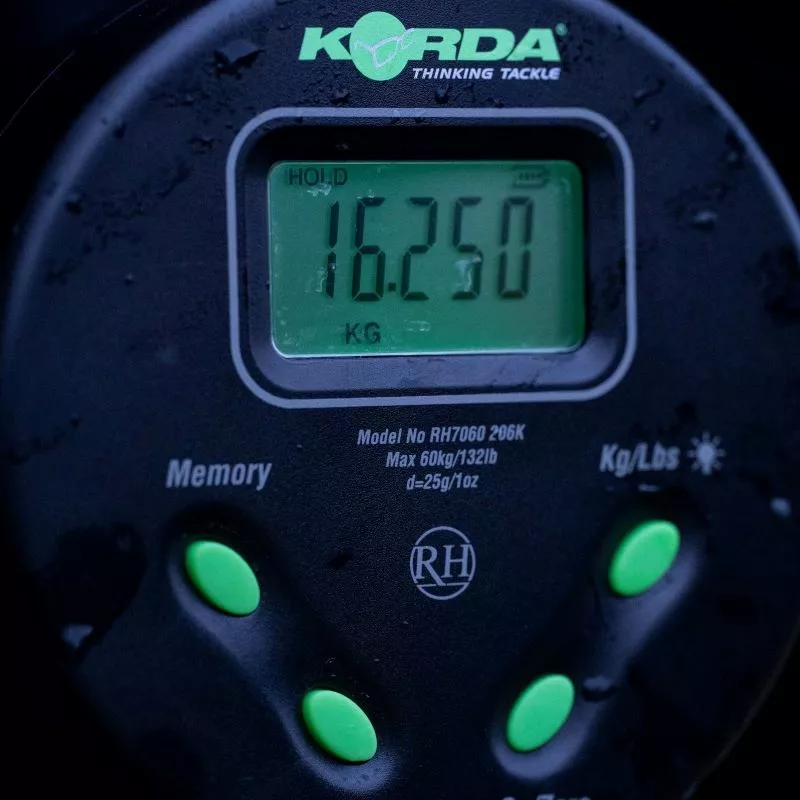 KORDA®
THINKING TACKLE
HOLD
16.250
KG
Model No RH7060 206K
Max 60kg/132lb
d=25g/1oz
Memory
Kg/Lbs
RH